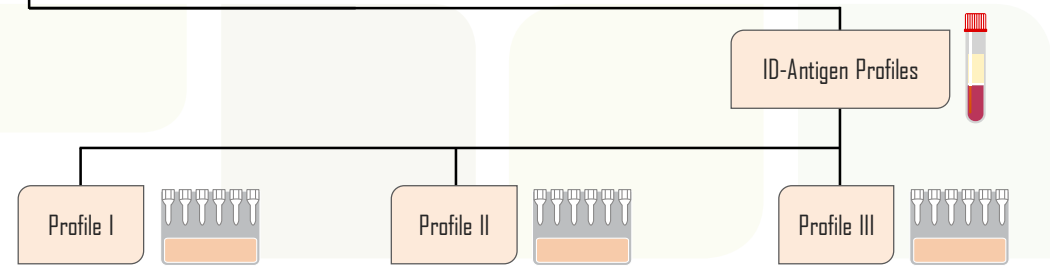 ID-Antigen Profiles
Profile I
Profile II
Profile III